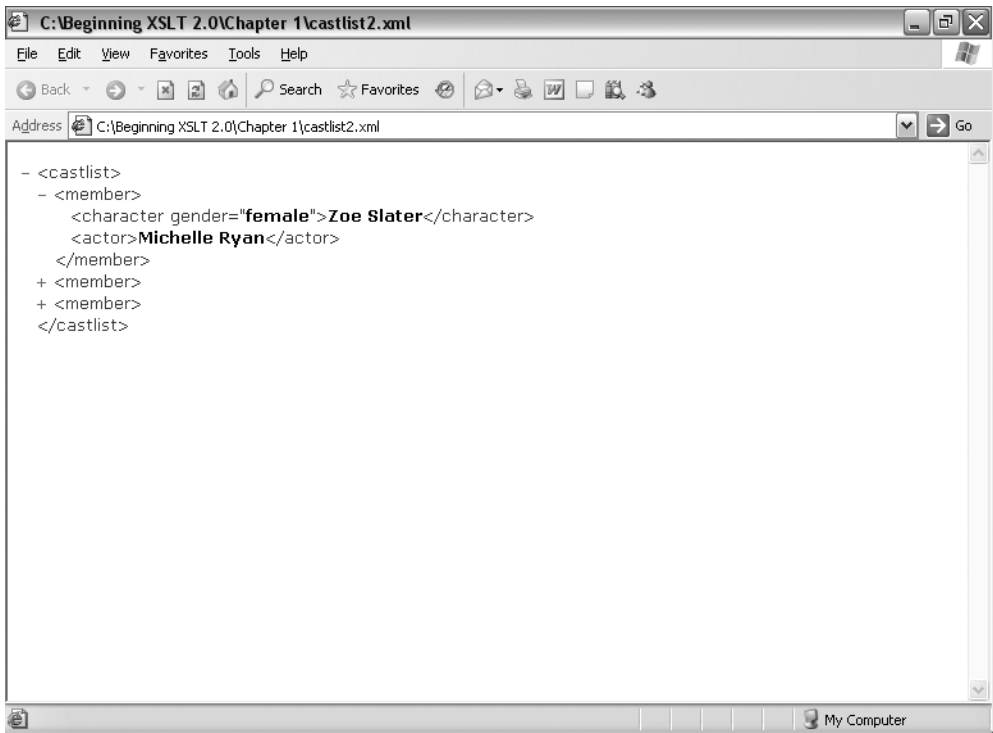 C:\Beginning XSLT 2.0\Chapter 1\castlist2.xml
File Edit View Favorites Tools Help
Back Search Favorites
Address C:\Beginning XSLT 2.0\Chapter 1\castlist2.xml Go
- <castlist>
- <member>
<character gender="female">Zoe Slater</character>
<actor>Michelle Ryan</actor>
</member>
+ <member>
+ <member>
</castlist>
My Computer